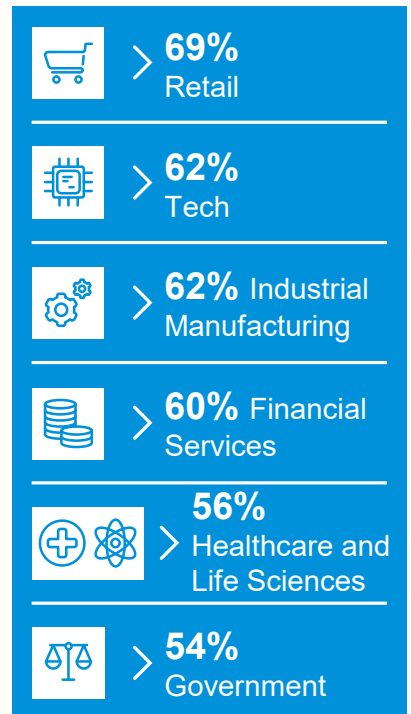 69%
Retail
62%
Tech
62% Industrial
Manufacturing
60% Financial
Services
56%
Healthcare and
Life Sciences
54%
Government